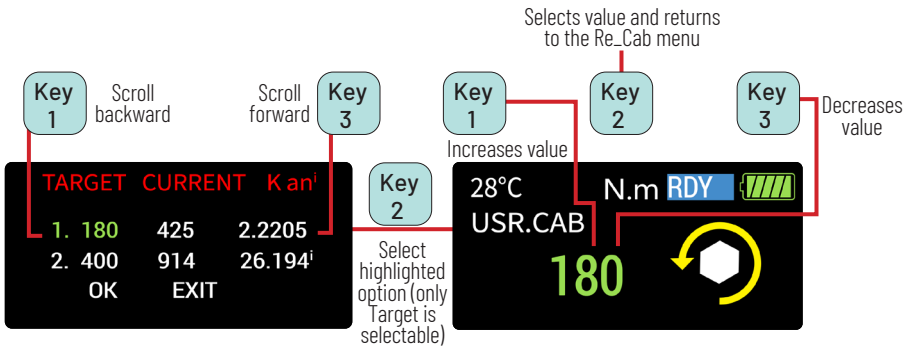 Selects value and returns
to the Re_Cab menu
Key
1
Scroll
backward
Scroll
forward
Key
3
Key
1
Key
2
Key
3
Decreases
value
Increases value
TARGET CURRENT K anⁱ
1. 180 425 2.2205
2. 400 914 26.194ⁱ
OK EXIT
Key
2
Select
highlighted
option (only
Target is
selectable)
28°C N.m RDY
USR.CAB
180